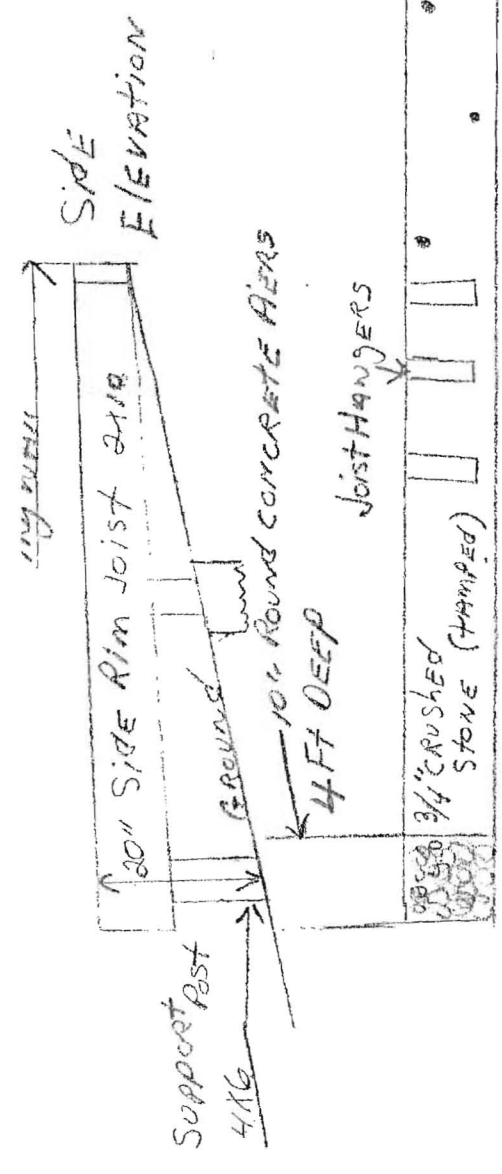 Side
Elevation
20" Side Rim Joist 2x10
Ground
10" Round Concrete Piers
4 Ft Deep
Support
Post
4X6
Joist Hangers
3/4" Crushed
Stone (tamped)